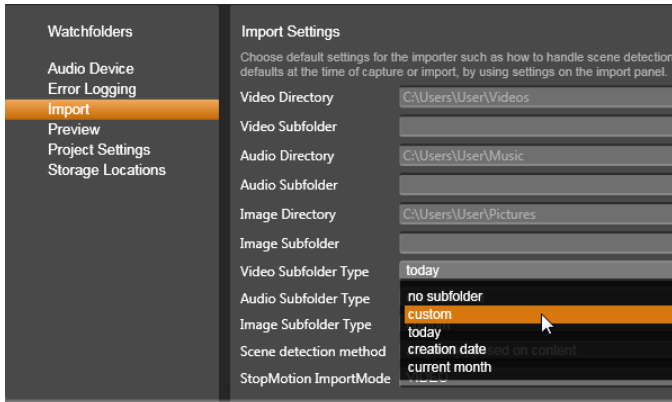 Watchfolders
Audio Device
Error Logging
Import
Preview
Project Settings
Storage Locations
Import Settings
Choose default settings for the importer such as how to handle scene detection
defaults at the time of capture or import, by using settings on the import panel.
Video Directory C:\Users\User\Videos
Video Subfolder
Audio Directory C:\Users\User\Music
Audio Subfolder
Image Directory C:\Users\User\Pictures
Image Subfolder
Video Subfolder Type today
Audio Subfolder Type no subfolder
custom
Image Subfolder Type today
Scene detection method creation date on content
current month
StopMotion ImportMode VIDEO